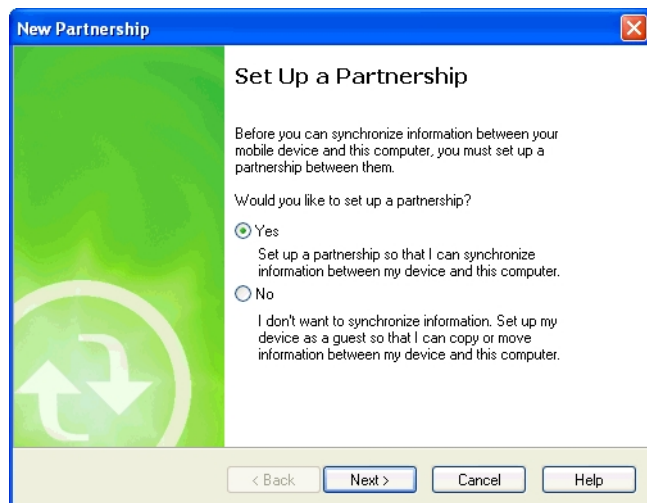 New Partnership
Set Up a Partnership
Before you can synchronize information between your
mobile device and this computer, you must set up a
partnership between them.
Would you like to set up a partnership?
Yes
Set up a partnership so that I can synchronize
information between my device and this computer.
No
I don't want to synchronize information. Set up my
device as a guest so that I can copy or move
information between my device and this computer.
< Back Next > Cancel Help